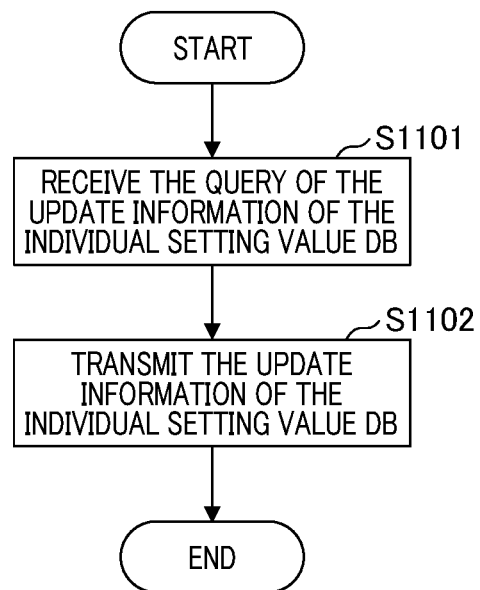 START
S1101
RECEIVE THE QUERY OF THE
UPDATE INFORMATION OF THE
INDIVIDUAL SETTING VALUE DB
S1102
TRANSMIT THE UPDATE
INFORMATION OF THE
INDIVIDUAL SETTING VALUE DB
END